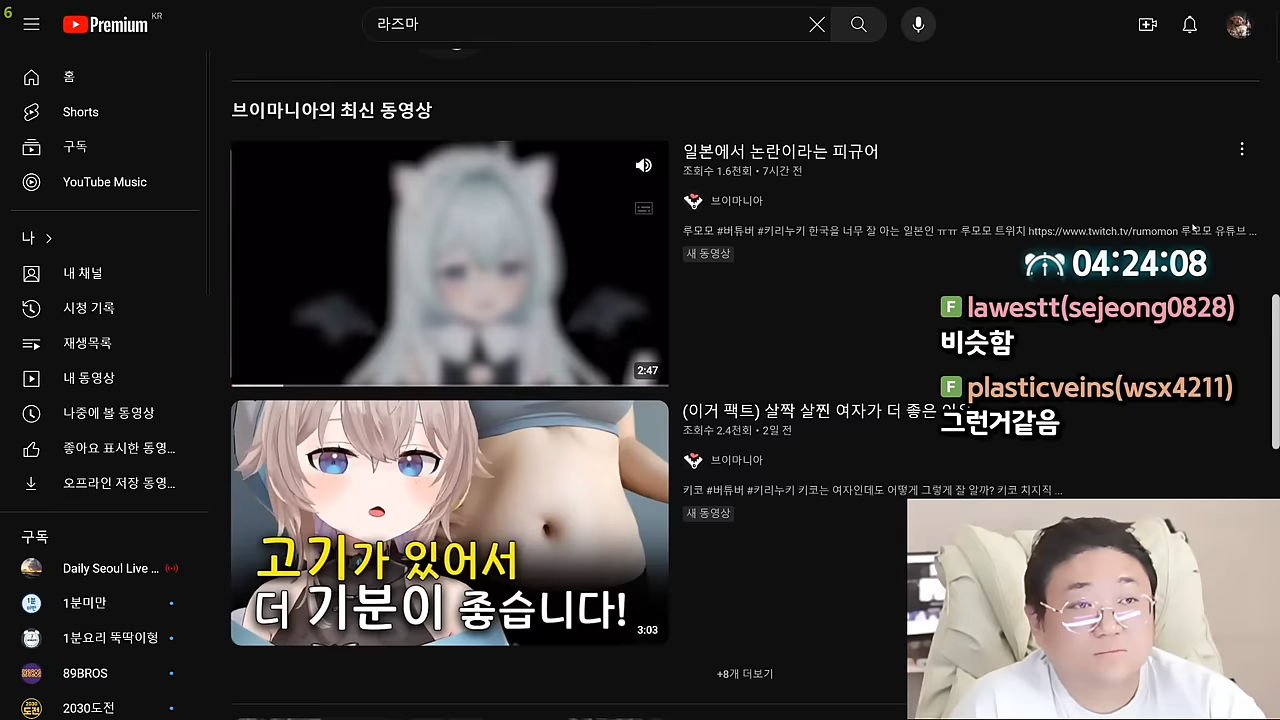 6
Premium KR
라즈마
홈
Shorts
구독
YouTube Music
나
내 채널
시청 기록
재생목록
내 동영상
나중에 볼 동영상
좋아요 표시한 동영...
오프라인 저장 동영...
구독
Daily Seoul Live ...
1분미만
1분요리 뚝딱이형
89BROS
2030도전
브이마니아의 최신 동영상
2:47
일본에서 논란이라는 피규어
조회수 1.6천회 • 7시간 전
브이마니아
루모모 #버튜버 #키리누키 한국을 너무 잘 아는 일본인 ㅠㅠ 루모모 트위치 https://www.twitch.tv/rumomon 루모모 유튜브 ...
새 동영상
04:24:08
F lawestt(sejeong0828)
비슷함
F plasticveins(wsx4211)
그런거같음
고기가 있어서
더 기분이 좋습니다!
3:03
(이거 팩트) 살짝 살찐 여자가 더 좋은
조회수 2.4천회 • 2일 전
브이마니아
키코 #버튜버 #키리누키 키코는 여자인데도 어떻게 그렇게 잘 알까? 키코 치지직 ...
새 동영상
+8개 더보기